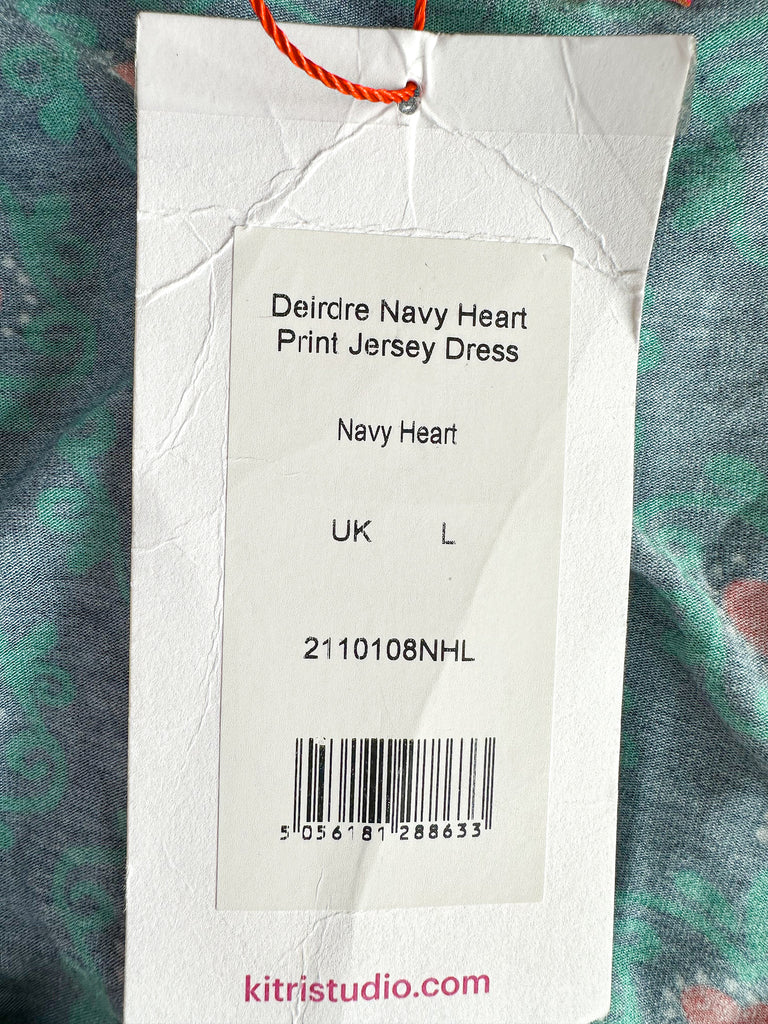 Deirdre Navy Heart
Print Jersey Dress
Navy Heart
UK L
2110108NHL
5 056181 288633
kitristudio.com